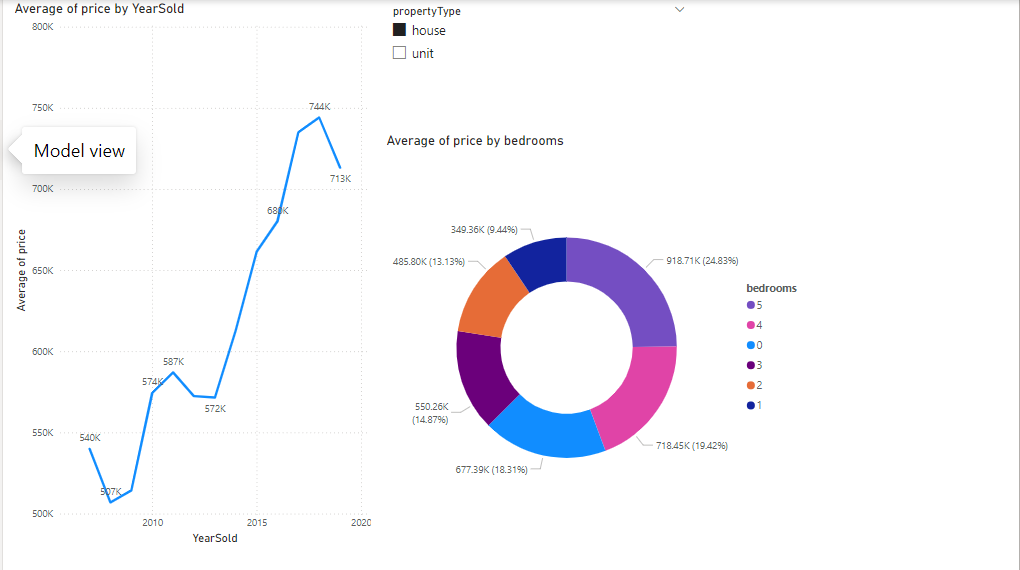 Average of price by YearSold
800K
750K
700K
650K
600K
550K
500K
Average of price
744K
713K
680K
587K
574K
572K
540K
507K
2010
2015
2020
YearSold
Model view
propertyType
house
unit
Average of price by bedrooms
349.36K (9.44%)
485.80K (13.13%)
918.71K (24.83%)
550.26K
(14.87%)
718.45K (19.42%)
677.39K (18.31%)
bedrooms
5
4
0
3
2
1